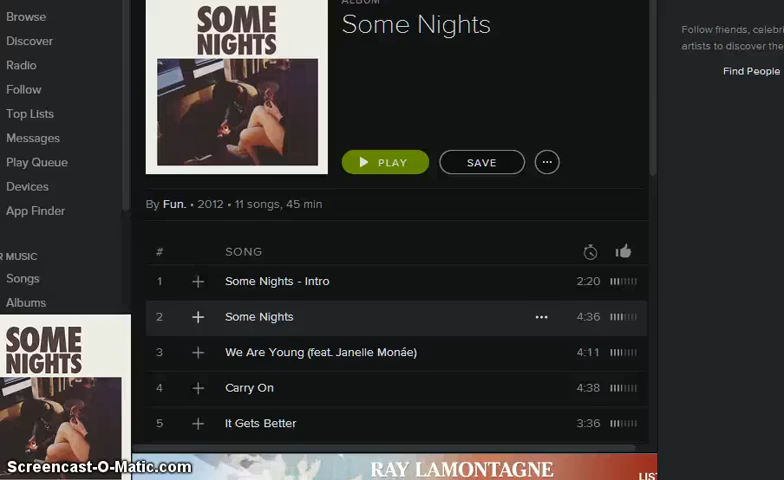 Browse
Discover
Radio
Follow
Top Lists
Messages
Play Queue
Devices
App Finder
R MUSIC
Songs
Albums
SOME
NIGHTS
Screencast-O-Matic.com
SOME
NIGHTS
ALBUM
Some Nights
PLAY
SAVE
By Fun. • 2012 • 11 songs, 45 min
# SONG
1 + Some Nights - Intro 2:20
2 + Some Nights ••• 4:36
3 + We Are Young (feat. Janelle Monáe) 4:11
4 + Carry On 4:38
5 + It Gets Better 3:36
RAY LAMONTAGNE
LIS
Follow friends, celebri
artists to discover the
Find People